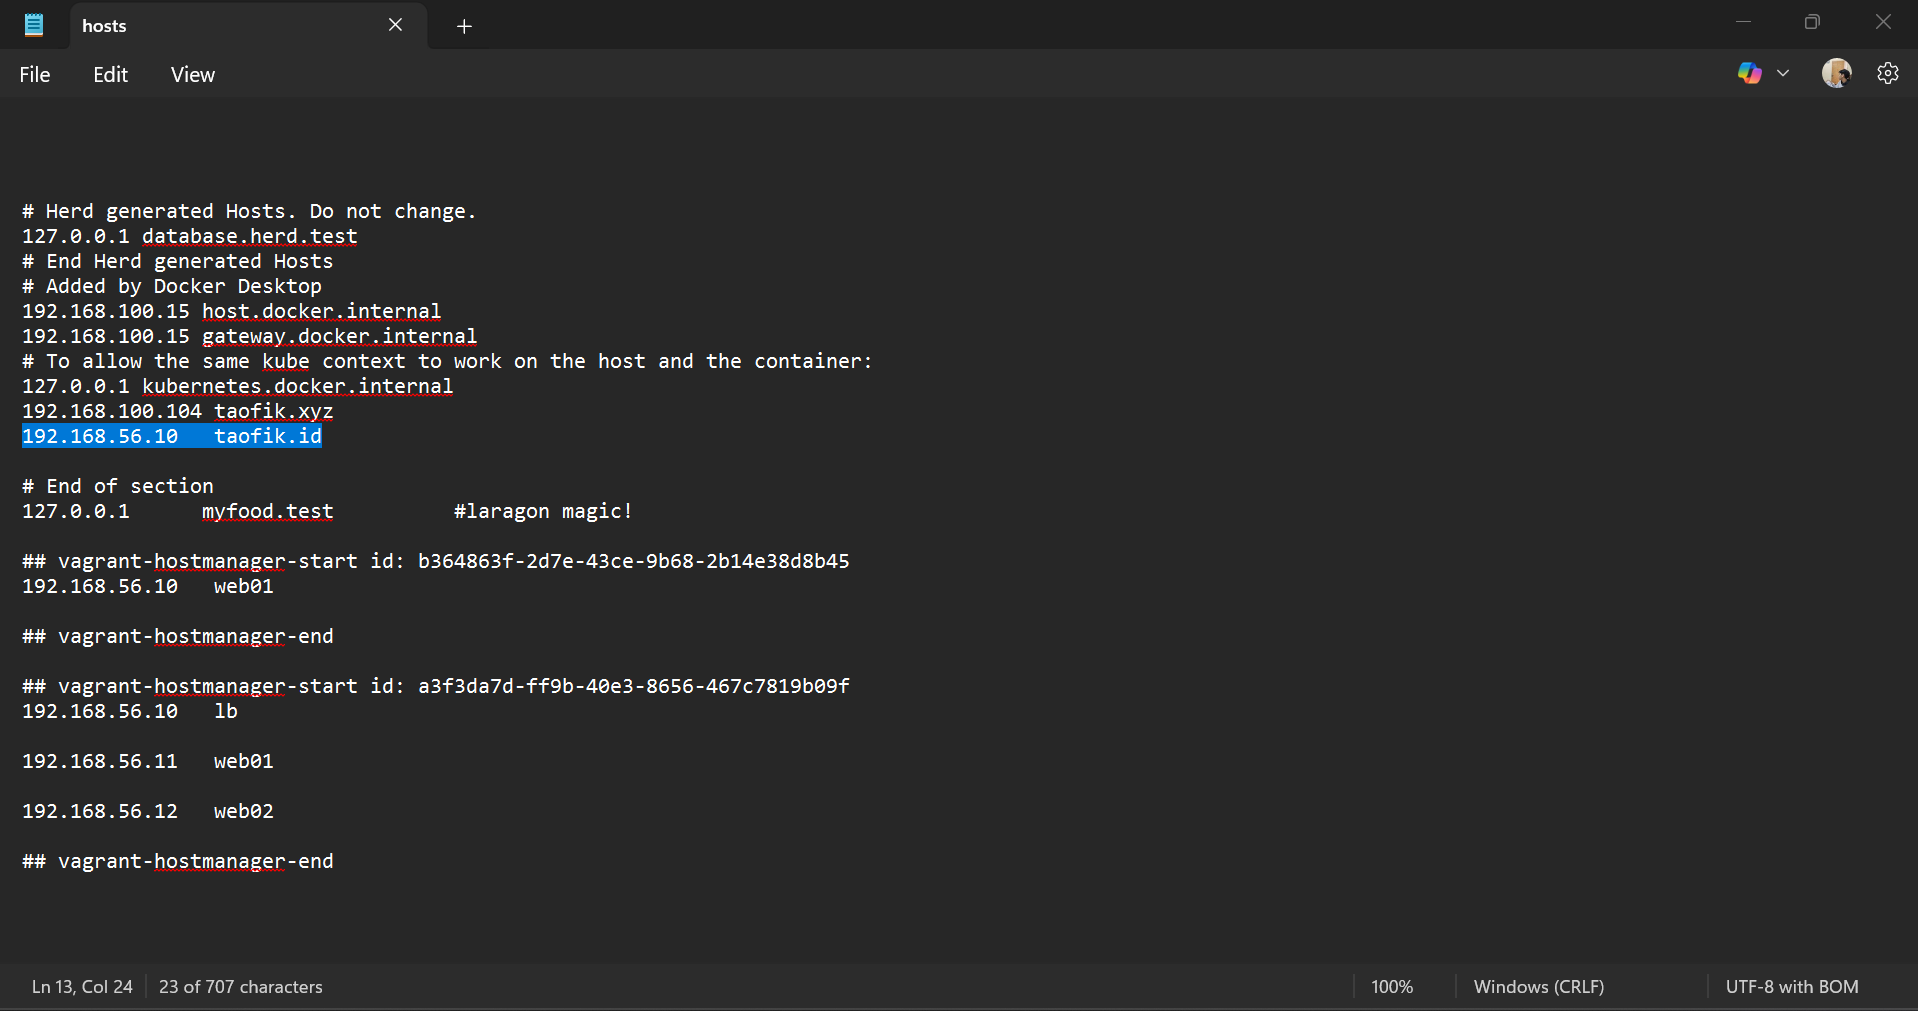 hosts
File Edit View
# Herd generated Hosts. Do not change.
127.0.0.1 database.herd.test
# End Herd generated Hosts
# Added by Docker Desktop
192.168.100.15 host.docker.internal
192.168.100.15 gateway.docker.internal
# To allow the same kube context to work on the host and the container:
127.0.0.1 kubernetes.docker.internal
192.168.100.104 taofik.xyz
192.168.56.10   taofik.id
# End of section
127.0.0.1      myfood.test          #laragon magic!
## vagrant-hostmanager-start id: b364863f-2d7e-43ce-9b68-2b14e38d8b45
192.168.56.10   web01
## vagrant-hostmanager-end
## vagrant-hostmanager-start id: a3f3da7d-ff9b-40e3-8656-467c7819b09f
192.168.56.10   lb
192.168.56.11   web01
192.168.56.12   web02
## vagrant-hostmanager-end
Ln 13, Col 24 23 of 707 characters 100% Windows (CRLF) UTF-8 with BOM